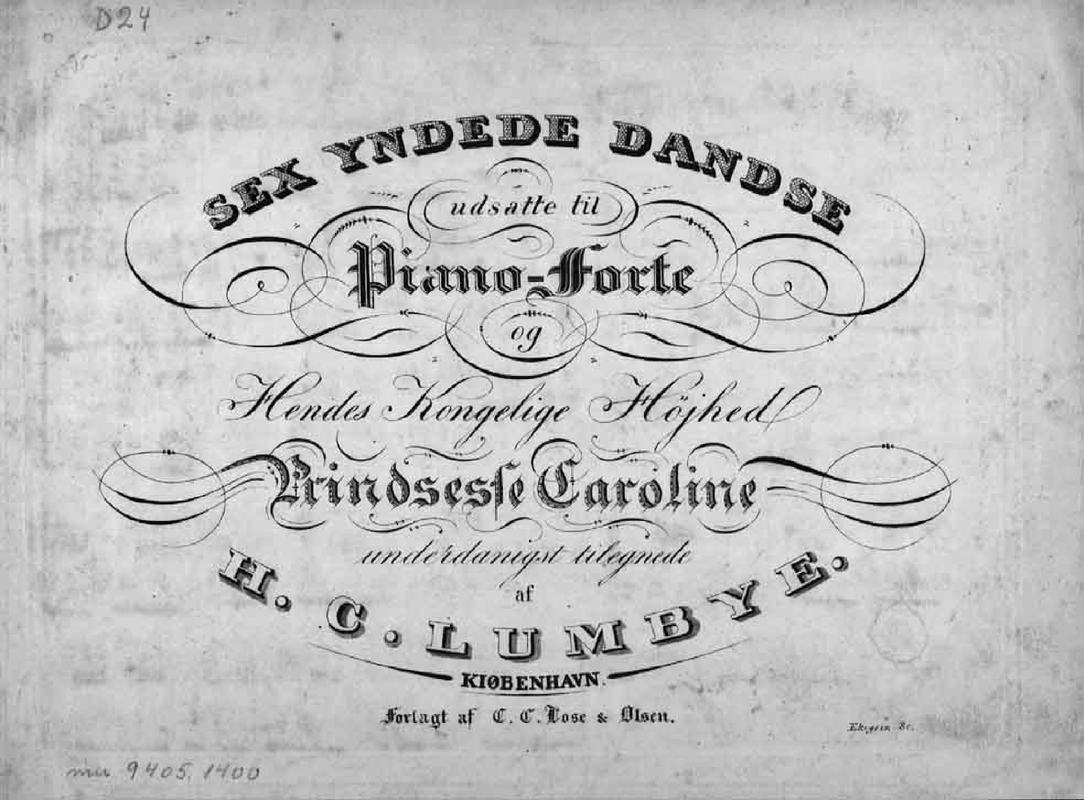 D24
SEX YNDEDE DANDSE
udsatte til
Piano-Forte
og
Hendes Kongelige Höjhed
Prindsesſe Caroline
underdanigst tilegnede
af
H. C. LUMBYE.
KIØBENHAVN.
Forlagt af C. C. Lose & Olsen.
Sc.
mu 9405.1400